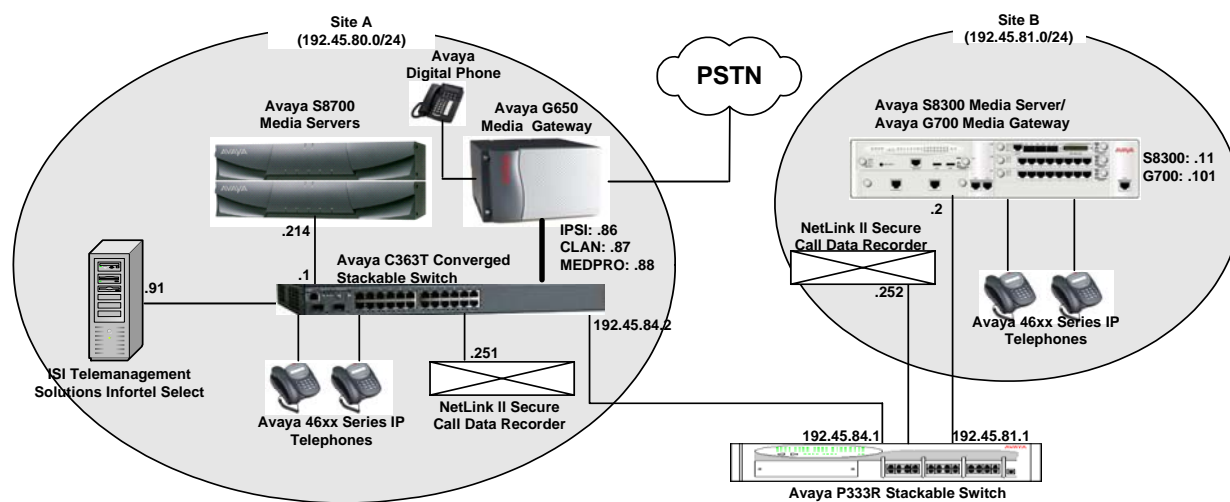 Site A
(192.45.80.0/24)
Site B
(192.45.81.0/24)
Avaya
Digital Phone
PSTN
Avaya S8700
Media Servers
Avaya G650
Media Gateway
Avaya S8300 Media Server/
Avaya G700 Media Gateway
AVAYA
AVAYA
AVAYA
S8300: .11
G700: .101
.214
IPSI: .86
CLAN: .87
MEDPRO: .88
.2
NetLink II Secure
Call Data Recorder
.252
Avaya C363T Converged
Stackable Switch
.1
.91
192.45.84.2
Avaya 46xx Series IP
Telephones
ISI Telemanagement
Solutions Infortel Select
.251
NetLink II Secure
Call Data Recorder
Avaya 46xx Series IP
Telephones
192.45.84.1
192.45.81.1
AVAYA
Avaya P333R Stackable Switch